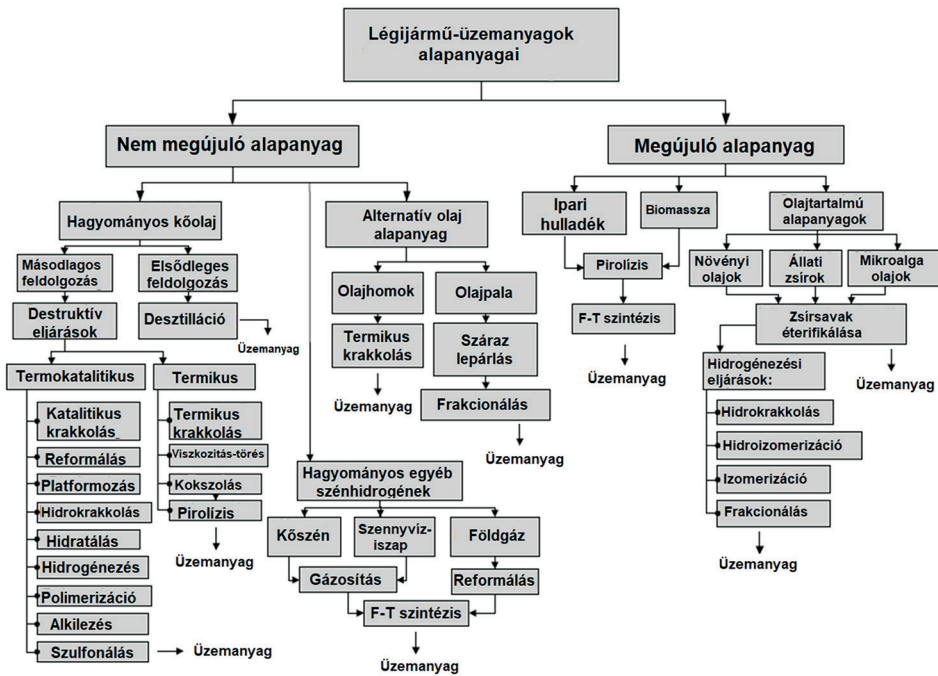 Légijármű-üzemanyagok
alapanyagai
Nem megújuló alapanyag
Megújuló alapanyag
Hagyományos kőolaj
Alternatív olaj
alapanyag
Ipari
hulladék
Biomassza
Olajtartalmú
alapanyagok
Másodlagos
feldolgozás
Elsődleges
feldolgozás
Olajhomok
Olajpala
Pirolízis
Növényi
olajok
Állati
zsírok
Mikroalga
olajok
Destruktív
eljárások
Desztilláció
Üzemanyag
Termikus
krakkolás
Üzemanyag
Száraz
lepárlás
Frakcionálás
Üzemanyag
F-T szintézis
Üzemanyag
Zsírsavak
éterifikálása
Üzemanyag
Termokatalitikus
Termikus
Hidrogénezési
eljárások:
Hidrokrakkolás
Hidroizomerizáció
Izomerizáció
Frakcionálás
Üzemanyag
Katalitikus
krakkolás
Reformálás
Platformozás
Hidrokrakkolás
Hidratálás
Hidrogénezés
Polimerizáció
Alkilezés
Szulfonálás
Üzemanyag
Termikus
krakkolás
Viszkozitás-törés
Kokszolás
Pirolízis
Üzemanyag
Hagyományos egyéb
szénhidrogének
Kőszén
Szennyvíz-
iszap
Földgáz
Gázosítás
Reformálás
F-T szintézis
Üzemanyag